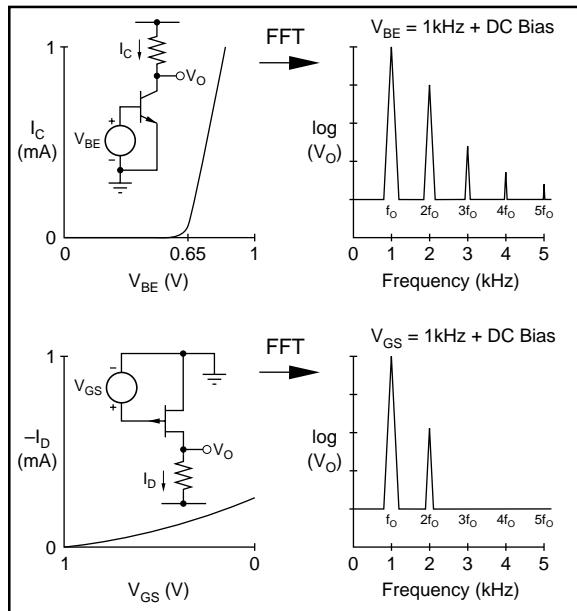 1
I_C
(mA)
0
0
0.65
1
V_BE (V)
I_C
V_O
V_BE
+
−
FFT
V_BE = 1kHz + DC Bias
log
(V_O)
f_O 2f_O 3f_O 4f_O 5f_O
0 1 2 3 4 5
Frequency (kHz)
1
−I_D
(mA)
0
1
0
V_GS (V)
−
V_GS
+
V_O
I_D
FFT
V_GS = 1kHz + DC Bias
log
(V_O)
f_O 2f_O 3f_O 4f_O 5f_O
0 1 2 3 4 5
Frequency (kHz)